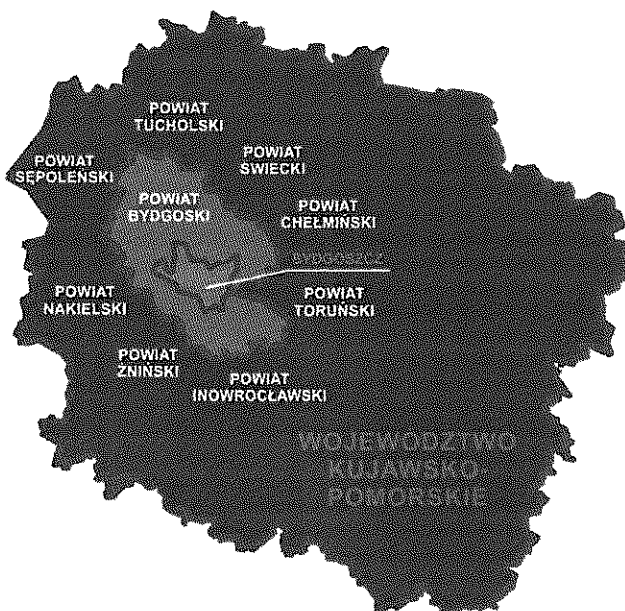 POWIAT
TUCHOLSKI
POWIAT
ŚWIECKI
POWIAT
SĘPOLEŃSKI
POWIAT
BYDGOSKI
POWIAT
CHEŁMIŃSKI
BYDGOSZCZ
POWIAT
NAKIELSKI
POWIAT
TORUŃSKI
POWIAT
ŻNIŃSKI
POWIAT
INOWROCŁAWSKI
WOJEWÓDZTWO
KUJAWSKO-
POMORSKIE